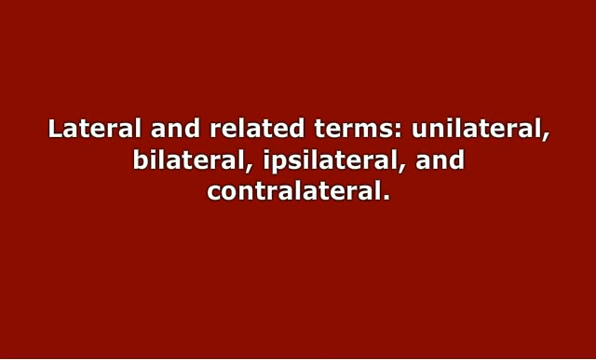 Lateral and related terms: unilateral,
bilateral, ipsilateral, and
contralateral.